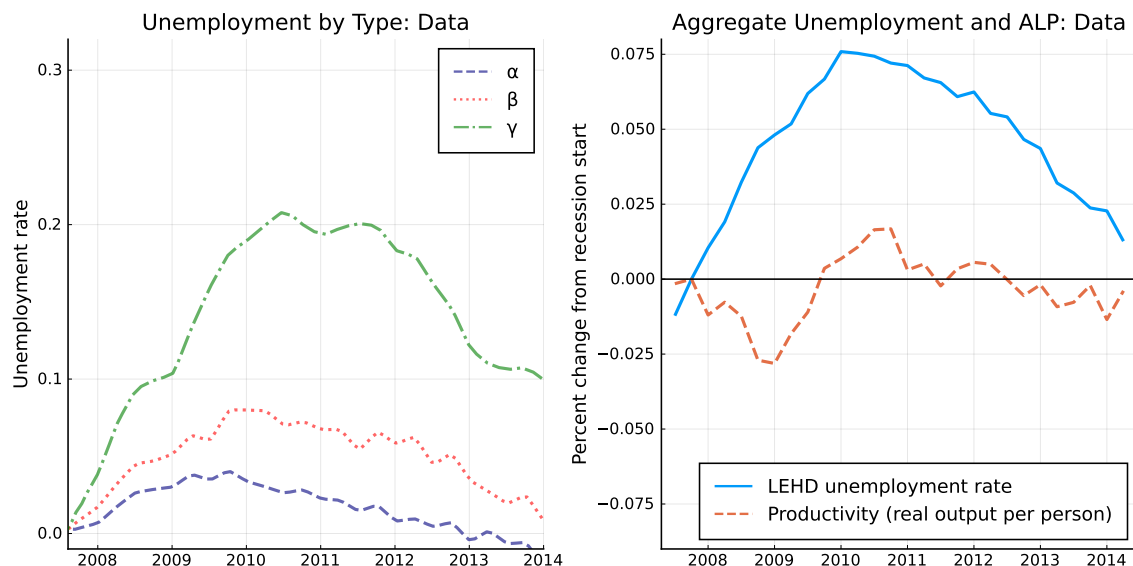 Unemployment by Type: Data
Unemployment rate
0.3
0.2
0.1
0.0
2008 2009 2010 2011 2012 2013 2014
α
β
γ
Aggregate Unemployment and ALP: Data
Percent change from recession start
0.075
0.050
0.025
0.000
−0.025
−0.050
−0.075
2008 2009 2010 2011 2012 2013 2014
LEHD unemployment rate
Productivity (real output per person)